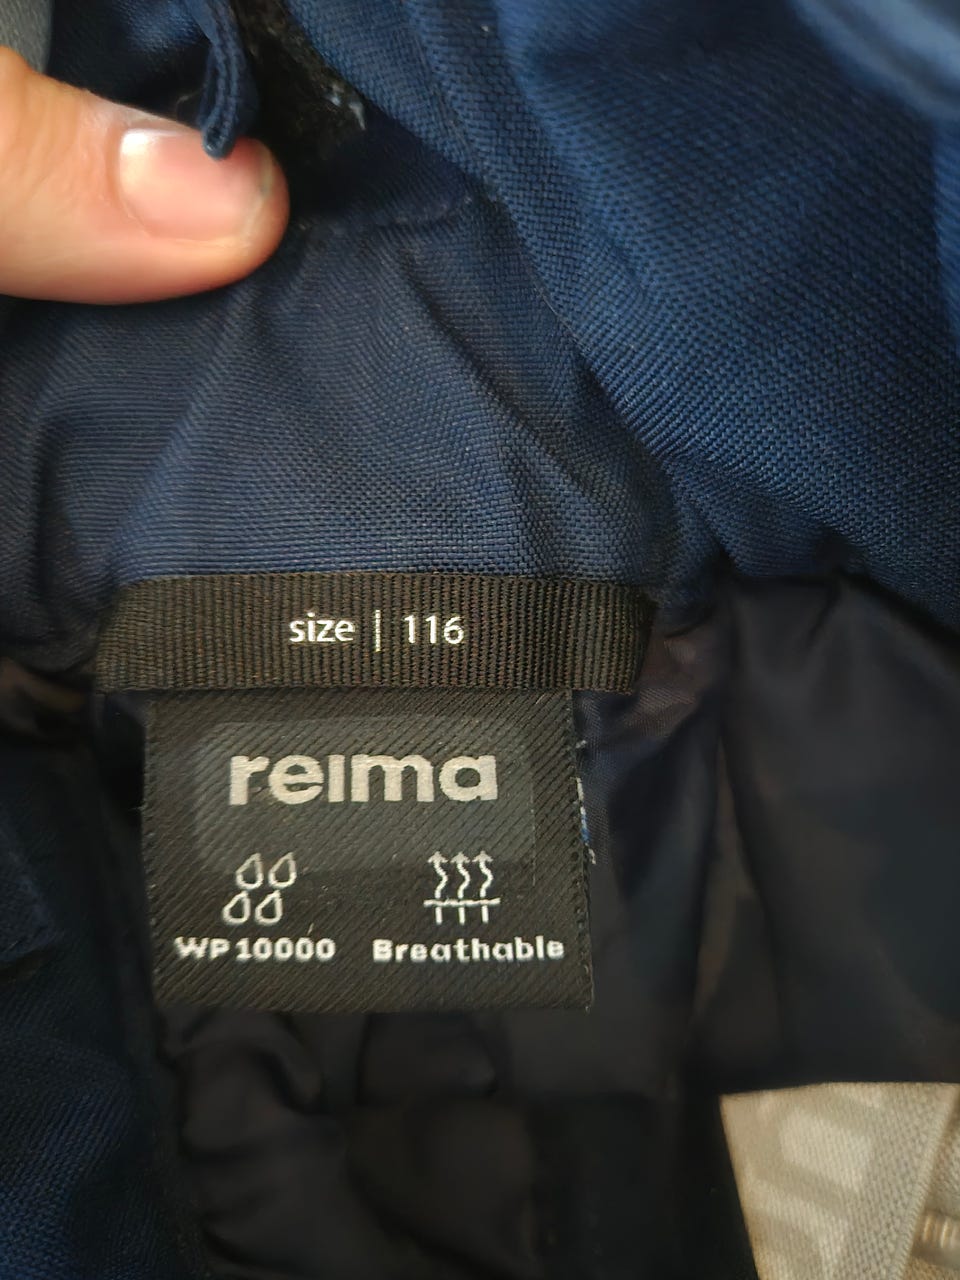 size | 116
reima
WP 10000 Breathable